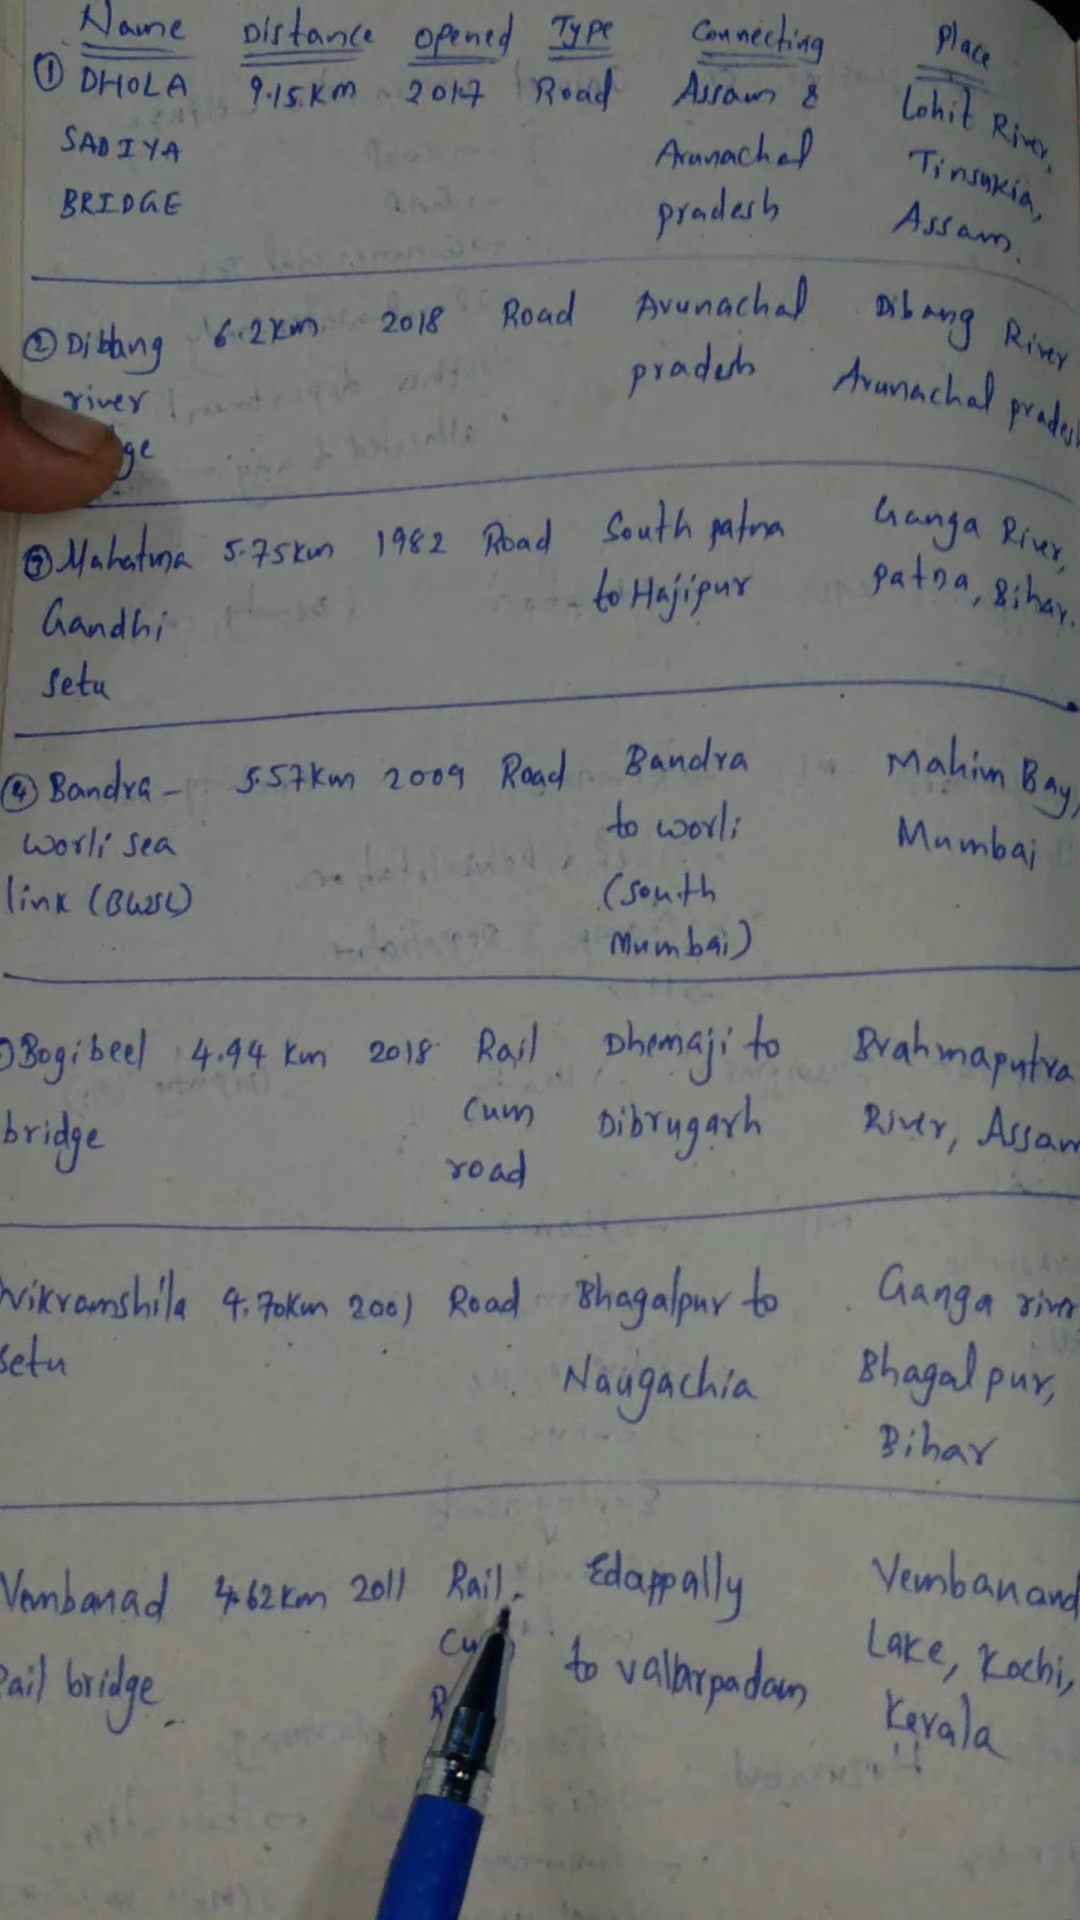 Name Distance opened Type Connecting Place
① DHOLA 9.15Km 2017 Road Assam & Lohit River,
SADIYA Arunachal Tinsukia,
BRIDGE pradesh Assam.
② Dibang 6.2Km 2018 Road Arunachal Dibang River
river pradesh Arunachal pradesh
ge
③ Mahatma 5.75km 1982 Road South patna Ganga River,
Gandhi to Hajipur patna, Bihar.
Setu
④ Bandra- 5.57Km 2009 Road Bandra Mahim Bay,
worli sea to worli Mumbai
link (BWSL) (south
Mumbai)
Bogibeel 4.94 Km 2018 Rail Dhemaji to Brahmaputra
bridge cum Dibrugarh River, Assam
road
vikramshila 4.70Km 2001 Road Bhagalpur to Ganga river
setu Naugachia Bhagalpur,
Bihar
Vembanad 4.62Km 2011 Rail Edappally Vembanand
Rail bridge Cu to vallarpadam Lake, Kochi,
R Kerala